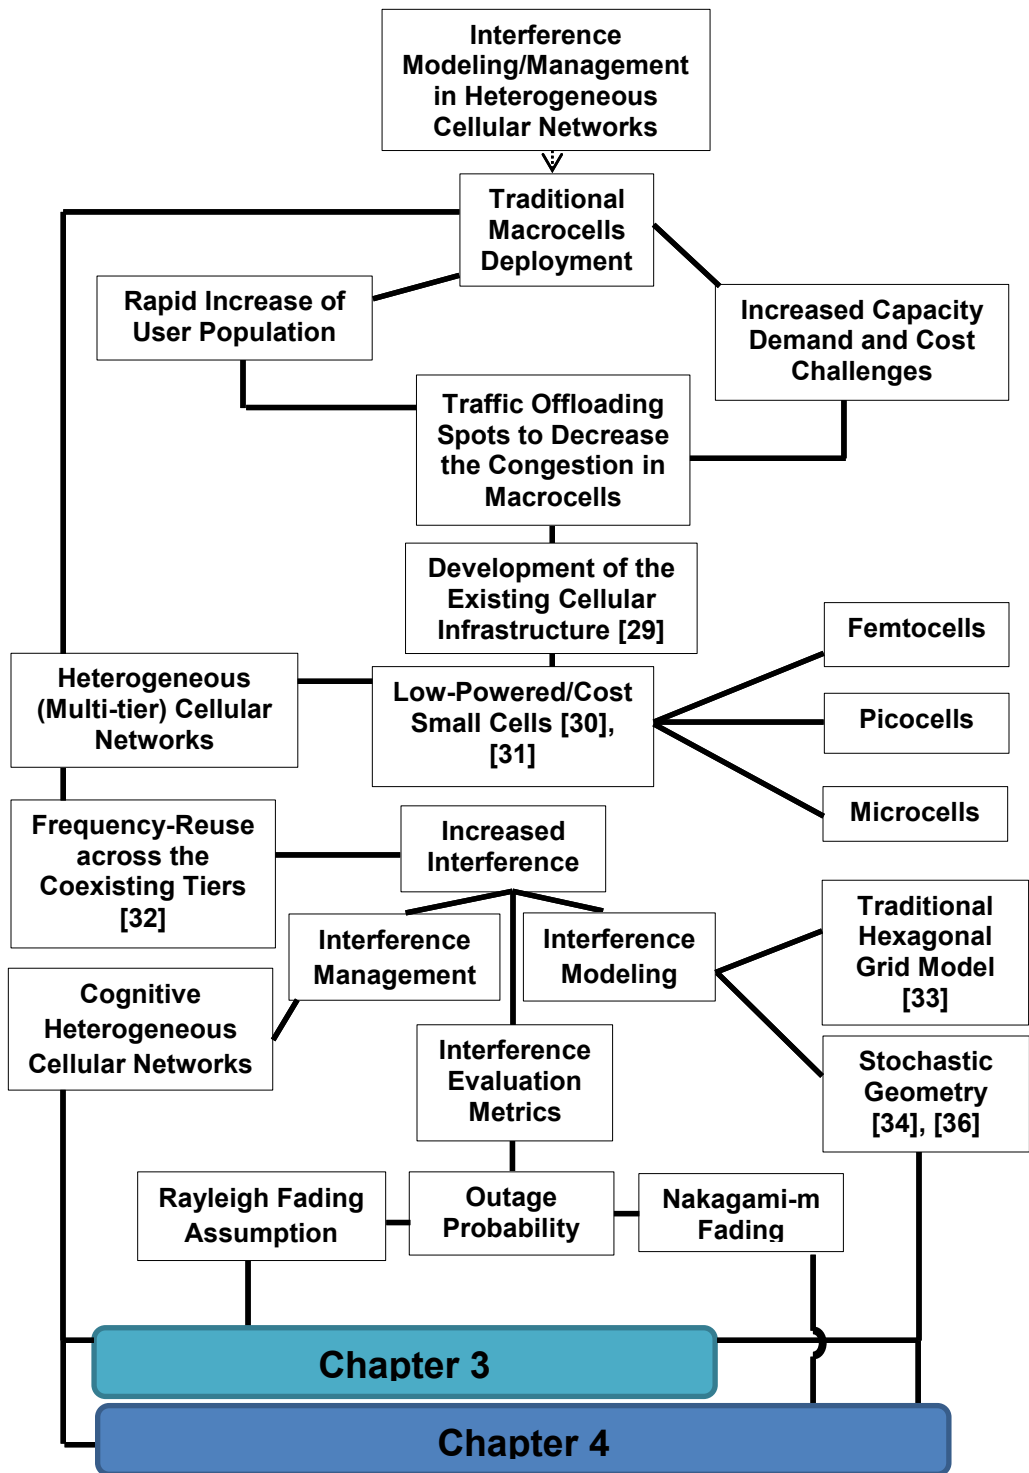 Interference
Modeling/Management
in Heterogeneous
Cellular Networks
Traditional
Macrocells
Deployment
Rapid Increase of
User Population
Increased Capacity
Demand and Cost
Challenges
Traffic Offloading
Spots to Decrease
the Congestion in
Macrocells
Development of the
Existing Cellular
Infrastructure [29]
Heterogeneous
(Multi-tier) Cellular
Networks
Low-Powered/Cost
Small Cells [30],
[31]
Femtocells
Picocells
Microcells
Frequency-Reuse
across the
Coexisting Tiers
[32]
Increased
Interference
Interference
Management
Interference
Modeling
Traditional
Hexagonal
Grid Model
[33]
Cognitive
Heterogeneous
Cellular Networks
Interference
Evaluation
Metrics
Stochastic
Geometry
[34], [36]
Rayleigh Fading
Assumption
Outage
Probability
Nakagami-m
Fading
Chapter 3
Chapter 4